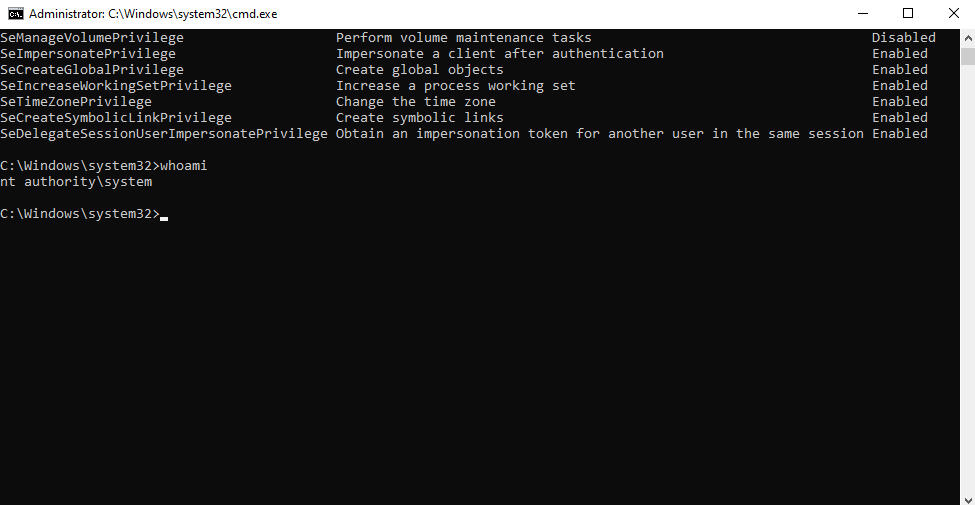 Administrator: C:\Windows\system32\cmd.exe
SeManageVolumePrivilege Perform volume maintenance tasks Disabled
SeImpersonatePrivilege Impersonate a client after authentication Enabled
SeCreateGlobalPrivilege Create global objects Enabled
SeIncreaseWorkingSetPrivilege Increase a process working set Enabled
SeTimeZonePrivilege Change the time zone Enabled
SeCreateSymbolicLinkPrivilege Create symbolic links Enabled
SeDelegateSessionUserImpersonatePrivilege Obtain an impersonation token for another user in the same session Enabled
C:\Windows\system32>whoami
nt authority\system
C:\Windows\system32>